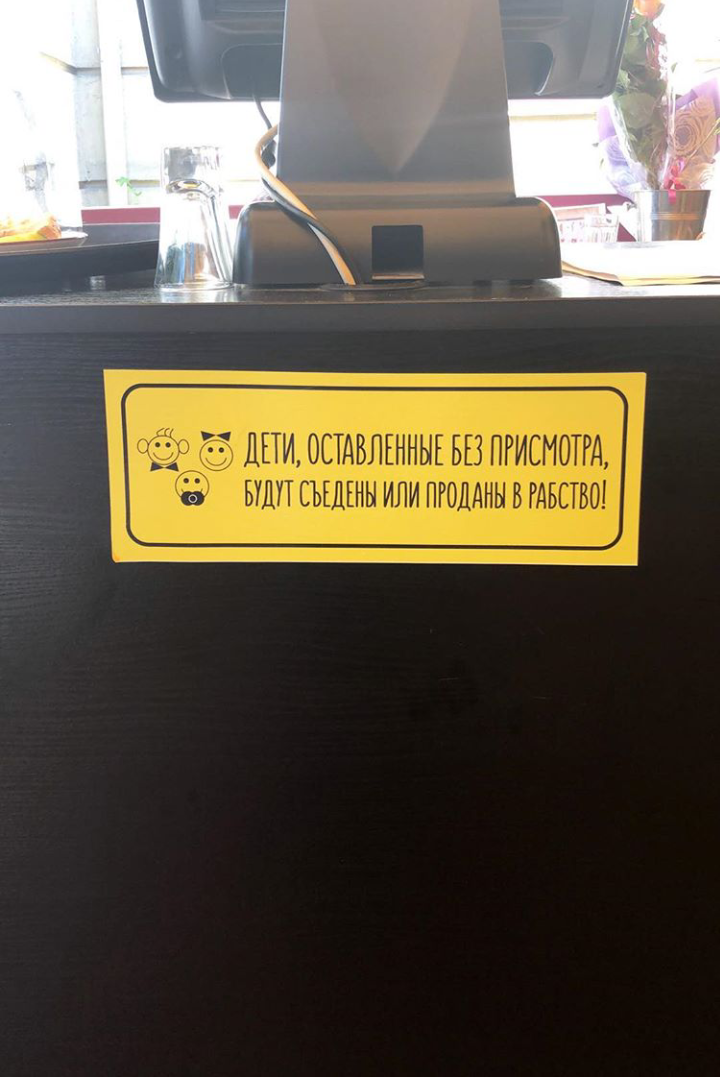 ДЕТИ, ОСТАВЛЕННЫЕ БЕЗ ПРИСМОТРА,
БУДУТ СЪЕДЕНЫ ИЛИ ПРОДАНЫ В РАБСТВО!